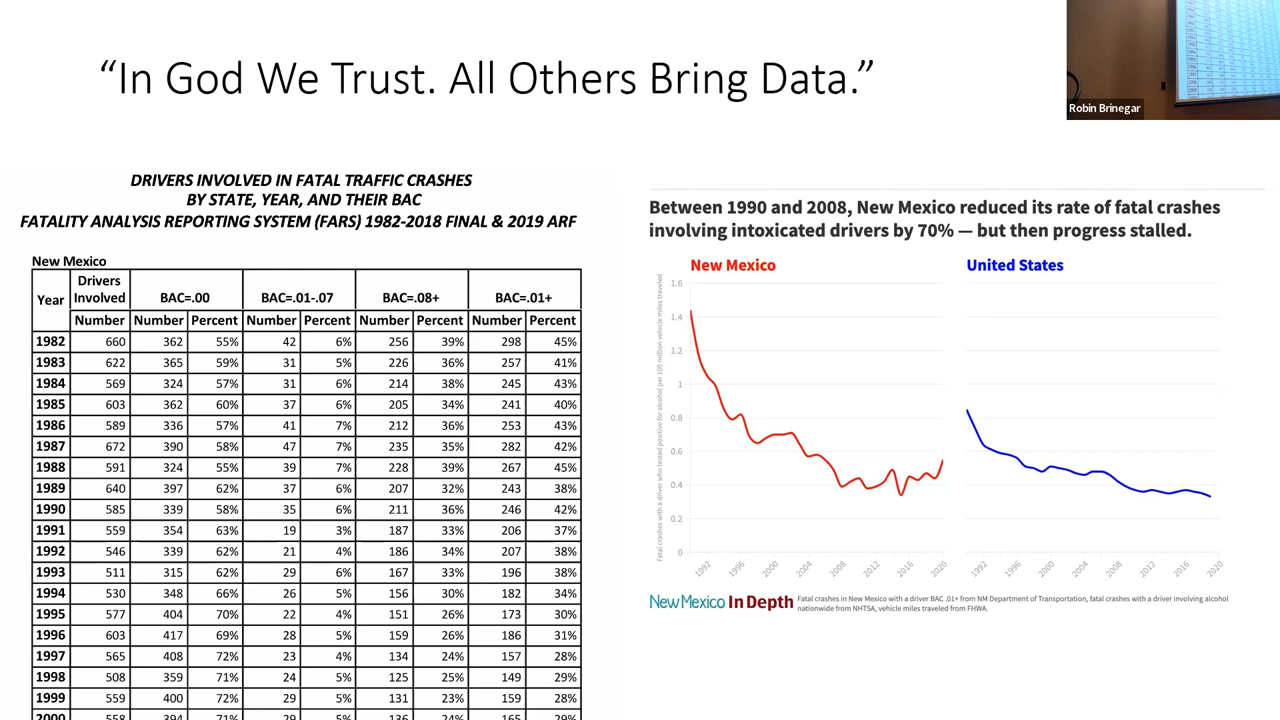 “In God We Trust. All Others Bring Data.”
Robin Brinegar
DRIVERS INVOLVED IN FATAL TRAFFIC CRASHES
BY STATE, YEAR, AND THEIR BAC
FATALITY ANALYSIS REPORTING SYSTEM (FARS) 1982-2018 FINAL & 2019 ARF
New Mexico
Year Drivers Involved BAC=.00 BAC=.01-.07 BAC=.08+ BAC=.01+
Number Number Percent Number Percent Number Percent Number Percent
1982 660 362 55% 42 6% 256 39% 298 45%
1983 622 365 59% 31 5% 226 36% 257 41%
1984 569 324 57% 31 6% 214 38% 245 43%
1985 603 362 60% 37 6% 205 34% 241 40%
1986 589 336 57% 41 7% 212 36% 253 43%
1987 672 390 58% 47 7% 235 35% 282 42%
1988 591 324 55% 39 7% 228 39% 267 45%
1989 640 397 62% 37 6% 207 32% 243 38%
1990 585 339 58% 35 6% 211 36% 246 42%
1991 559 354 63% 19 3% 187 33% 206 37%
1992 546 339 62% 21 4% 186 34% 207 38%
1993 511 315 62% 29 6% 167 33% 196 38%
1994 530 348 66% 26 5% 156 30% 182 34%
1995 577 404 70% 22 4% 151 26% 173 30%
1996 603 417 69% 28 5% 159 26% 186 31%
1997 565 408 72% 23 4% 134 24% 157 28%
1998 508 359 71% 24 5% 125 25% 149 29%
1999 559 400 72% 29 5% 131 23% 159 28%
2000 558 394 71% 29 5% 136 24% 165 29%
Between 1990 and 2008, New Mexico reduced its rate of fatal crashes
involving intoxicated drivers by 70% — but then progress stalled.
New Mexico
United States
Fatal crashes with a driver who tested positive for alcohol per 100 million vehicle miles traveled
1.6
1.4
1.2
1
0.8
0.6
0.4
0.2
0
1992 1996 2000 2004 2008 2012 2016 2020
1992 1996 2000 2004 2008 2012 2016 2020
New Mexico In Depth
Fatal crashes in New Mexico with a driver BAC .01+ from NM Department of Transportation, fatal crashes with a driver involving alcohol
nationwide from NHTSA, vehicle miles traveled from FHWA.